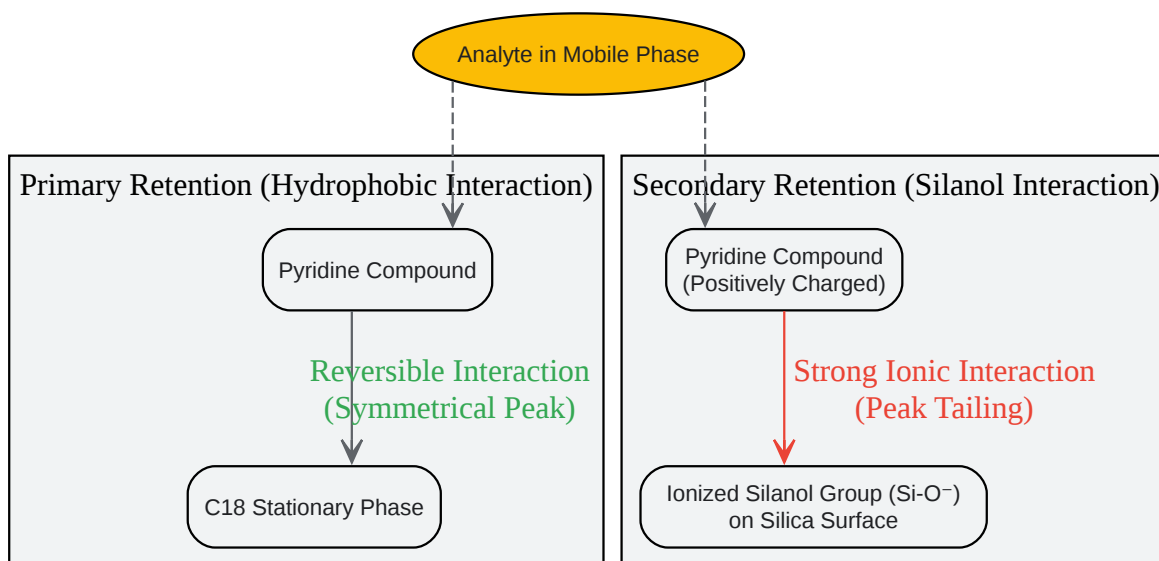 Analyte in Mobile Phase
Primary Retention (Hydrophobic Interaction)
Pyridine Compound
Reversible Interaction
(Symmetrical Peak)
C18 Stationary Phase
Secondary Retention (Silanol Interaction)
Pyridine Compound
(Positively Charged)
Strong Ionic Interaction
(Peak Tailing)
Ionized Silanol Group (Si-O⁻)
on Silica Surface